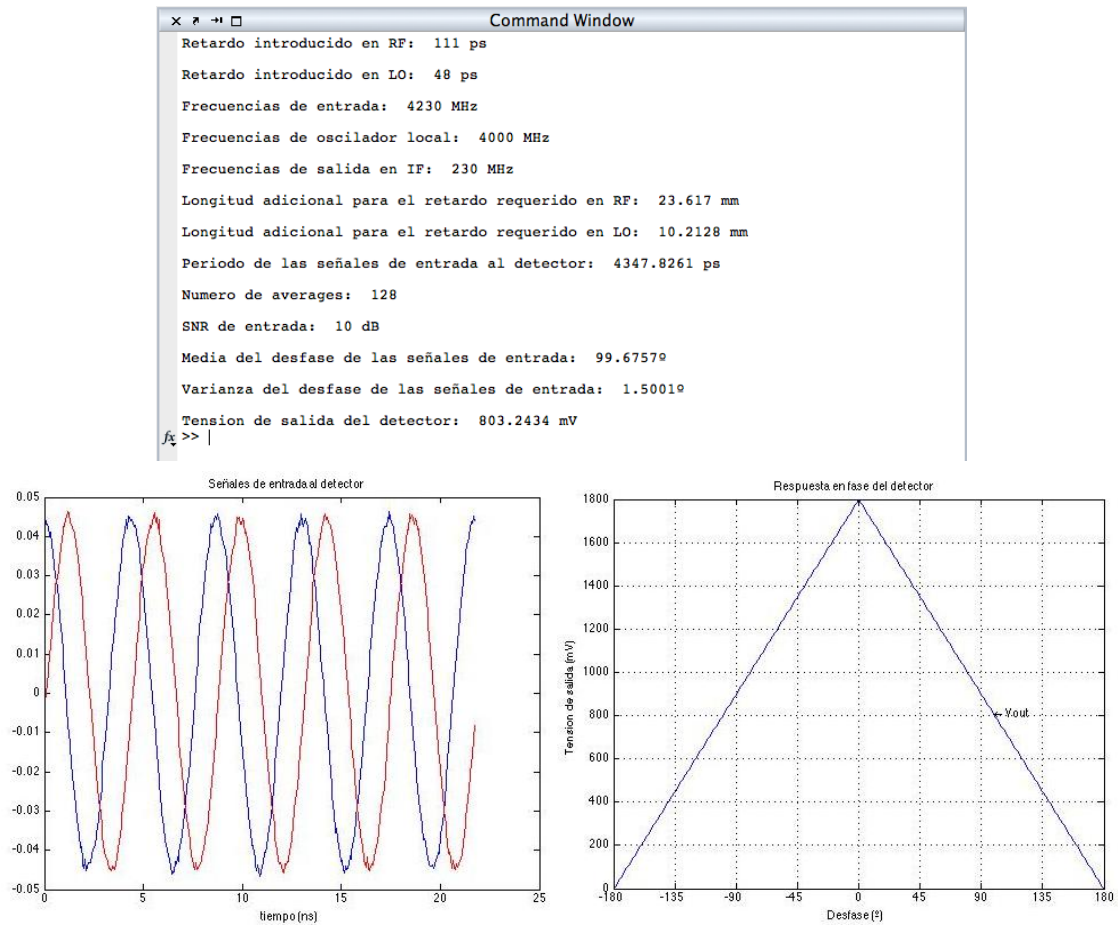 Command Window
Retardo introducido en RF:  111 ps
Retardo introducido en LO:  48 ps
Frecuencias de entrada:  4230 MHz
Frecuencias de oscilador local:  4000 MHz
Frecuencias de salida en IF:  230 MHz
Longitud adicional para el retardo requerido en RF:  23.617 mm
Longitud adicional para el retardo requerido en LO:  10.2128 mm
Periodo de las señales de entrada al detector:  4347.8261 ps
Numero de averages:  128
SNR de entrada:  10 dB
Media del desfase de las señales de entrada:  99.6757º
Varianza del desfase de las señales de entrada:  1.5001º
Tension de salida del detector:  803.2434 mV
fx >>
Señales de entrada al detector
0.05
0.04
0.03
0.02
0.01
0
-0.01
-0.02
-0.03
-0.04
-0.05
0 5 10 15 20 25
tiempo (ns)
Respuesta en fase del detector
1800
1600
1400
1200
1000
800
600
400
200
0
Tension de salida (mV)
← Vout
-180 -135 -90 -45 0 45 90 135 180
Desfase (º)